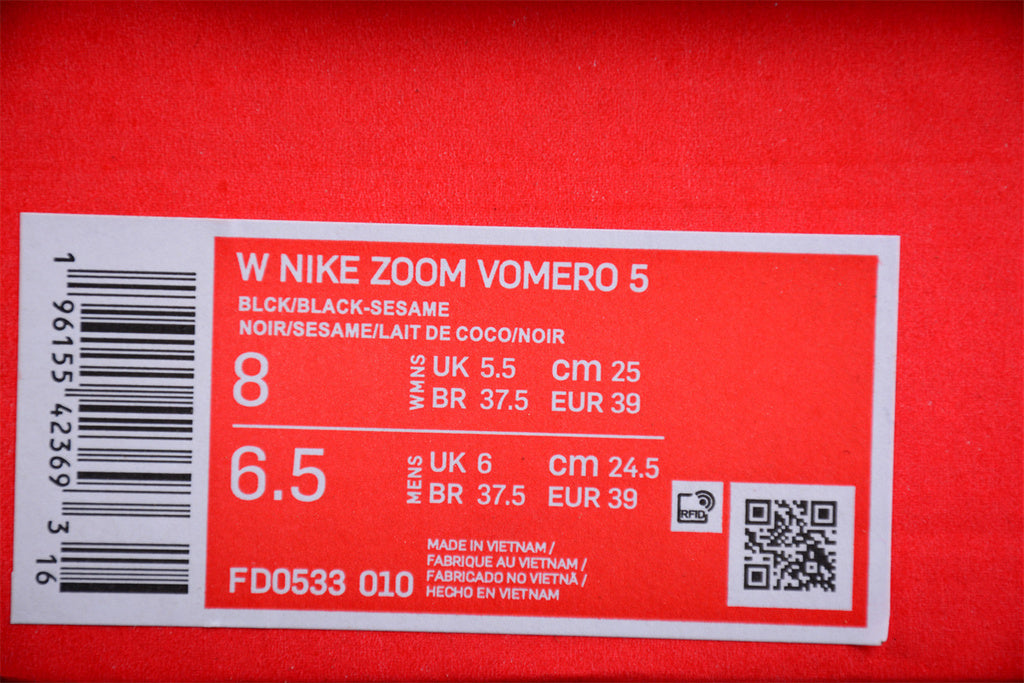 W NIKE ZOOM VOMERO 5
BLCK/BLACK-SESAME
NOIR/SESAME/LAIT DE COCO/NOIR
8
WMNS
UK 5.5 cm 25
BR 37.5 EUR 39
6.5
MENS
UK 6 cm 24.5
BR 37.5 EUR 39
RFID
MADE IN VIETNAM /
FABRIQUE AU VIETNAM /
FABRICADO NO VIETNÃ /
HECHO EN VIETNAM
FD0533 010
1 96155 42369 3 16